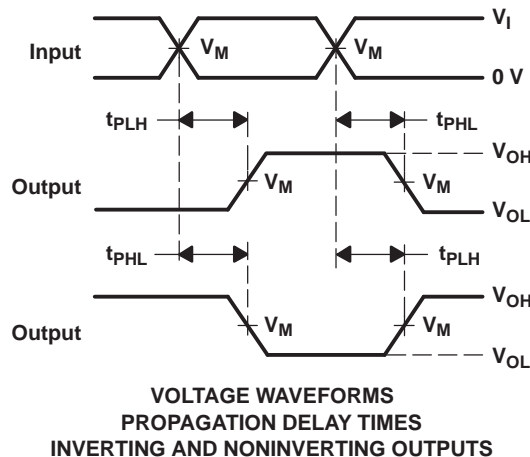 V_I
Input
V_M
V_M
0 V
t_PLH
t_PHL
V_OH
Output
V_M
V_M
V_OL
t_PHL
t_PLH
V_OH
Output
V_M
V_M
V_OL
VOLTAGE WAVEFORMS
PROPAGATION DELAY TIMES
INVERTING AND NONINVERTING OUTPUTS